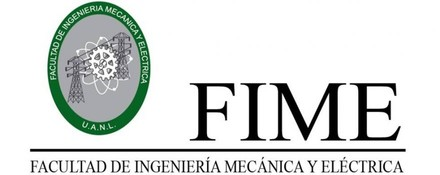 FACULTAD DE INGENIERIA MECANICA Y ELECTRICA
U.A.N.L.
FIME
FACULTAD DE INGENIERÍA MECÁNICA Y ELÉCTRICA